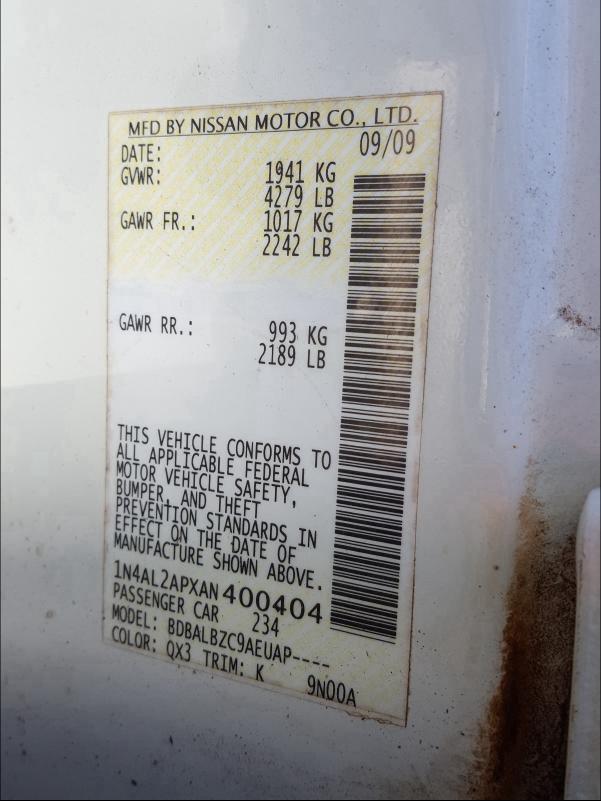 MFD BY NISSAN MOTOR CO., LTD.
DATE: 09/09
GVWR: 1941 KG
4279 LB
GAWR FR.: 1017 KG
2242 LB
GAWR RR.: 993 KG
2189 LB
THIS VEHICLE CONFORMS TO
ALL APPLICABLE FEDERAL
MOTOR VEHICLE SAFETY,
BUMPER, AND THEFT
PREVENTION STANDARDS IN
EFFECT ON THE DATE OF
MANUFACTURE SHOWN ABOVE.
1N4AL2APXAN400404
PASSENGER CAR 234
MODEL: BDBALBZC9AEUAP----
COLOR: QX3 TRIM: K 9N00A